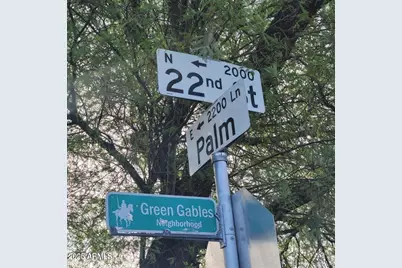 N 2000
22nd St
E 2200 Ln
Palm
Green Gables
Neighborhood